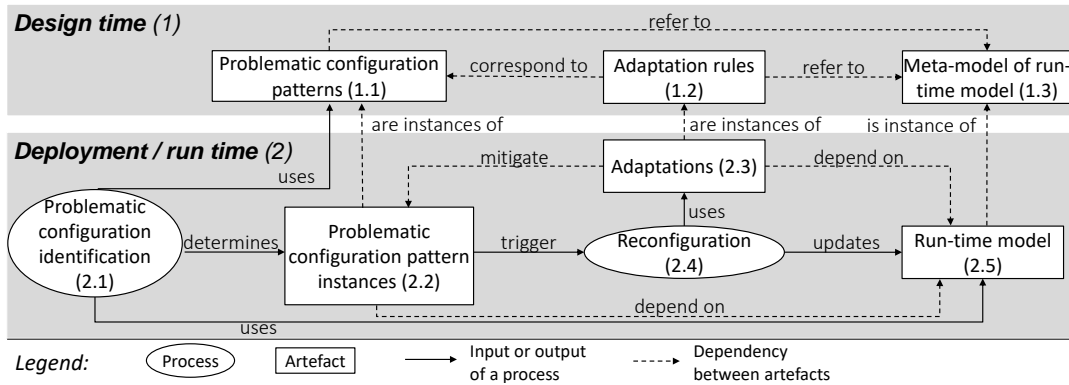 Design time (1)
refer to
Problematic configuration
patterns (1.1)
correspond to
Adaptation rules
(1.2)
refer to
Meta-model of run-
time model (1.3)
are instances of
are instances of
is instance of
Deployment / run time (2)
uses
mitigate
Adaptations (2.3)
depend on
Problematic
configuration
identification
(2.1)
determines
Problematic
configuration pattern
instances (2.2)
trigger
uses
Reconfiguration
(2.4)
updates
Run-time model
(2.5)
depend on
uses
Legend:
Process
Artefact
Input or output
of a process
Dependency
between artefacts